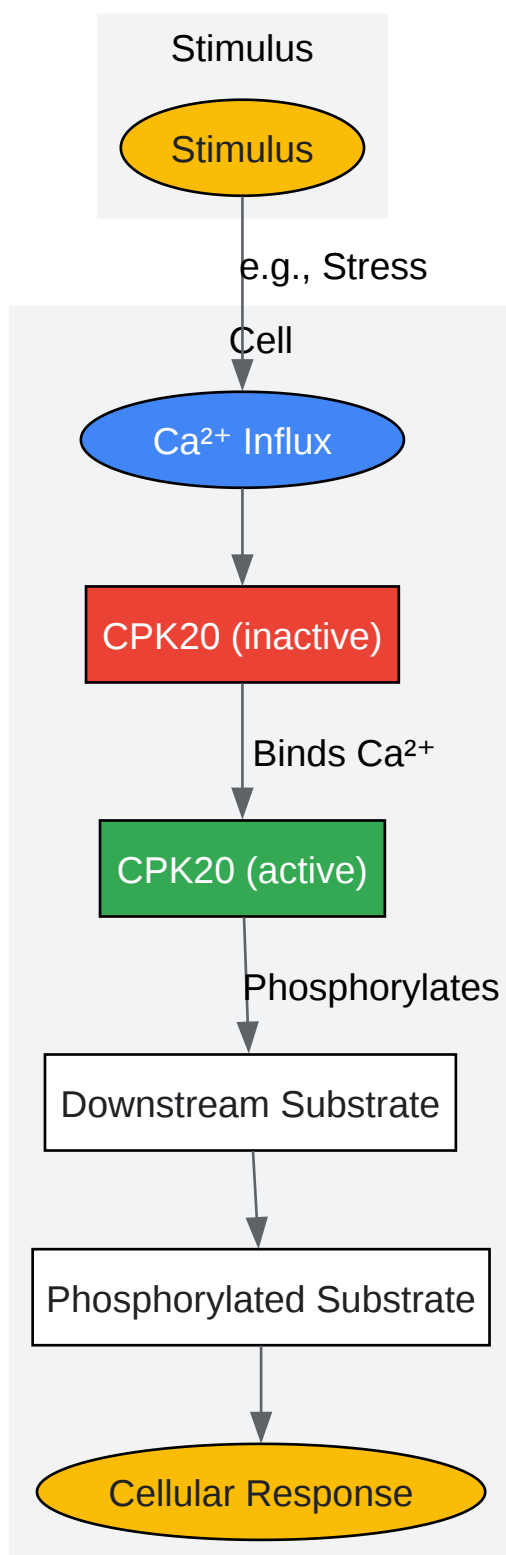 Stimulus
Stimulus
e.g., Stress
Cell
Ca²⁺ Influx
CPK20 (inactive)
Binds Ca²⁺
CPK20 (active)
Phosphorylates
Downstream Substrate
Phosphorylated Substrate
Cellular Response